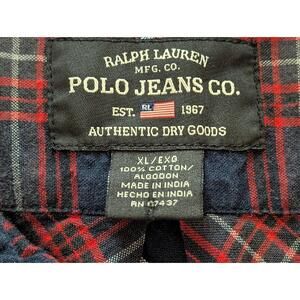 RALPH LAUREN
MFG. CO.
POLO JEANS CO.
EST. RL 1967
AUTHENTIC DRY GOODS
XL/EXG
100% COTTON/
ALGODON
MADE IN INDIA
HECHO EN INDIA
RN 67437